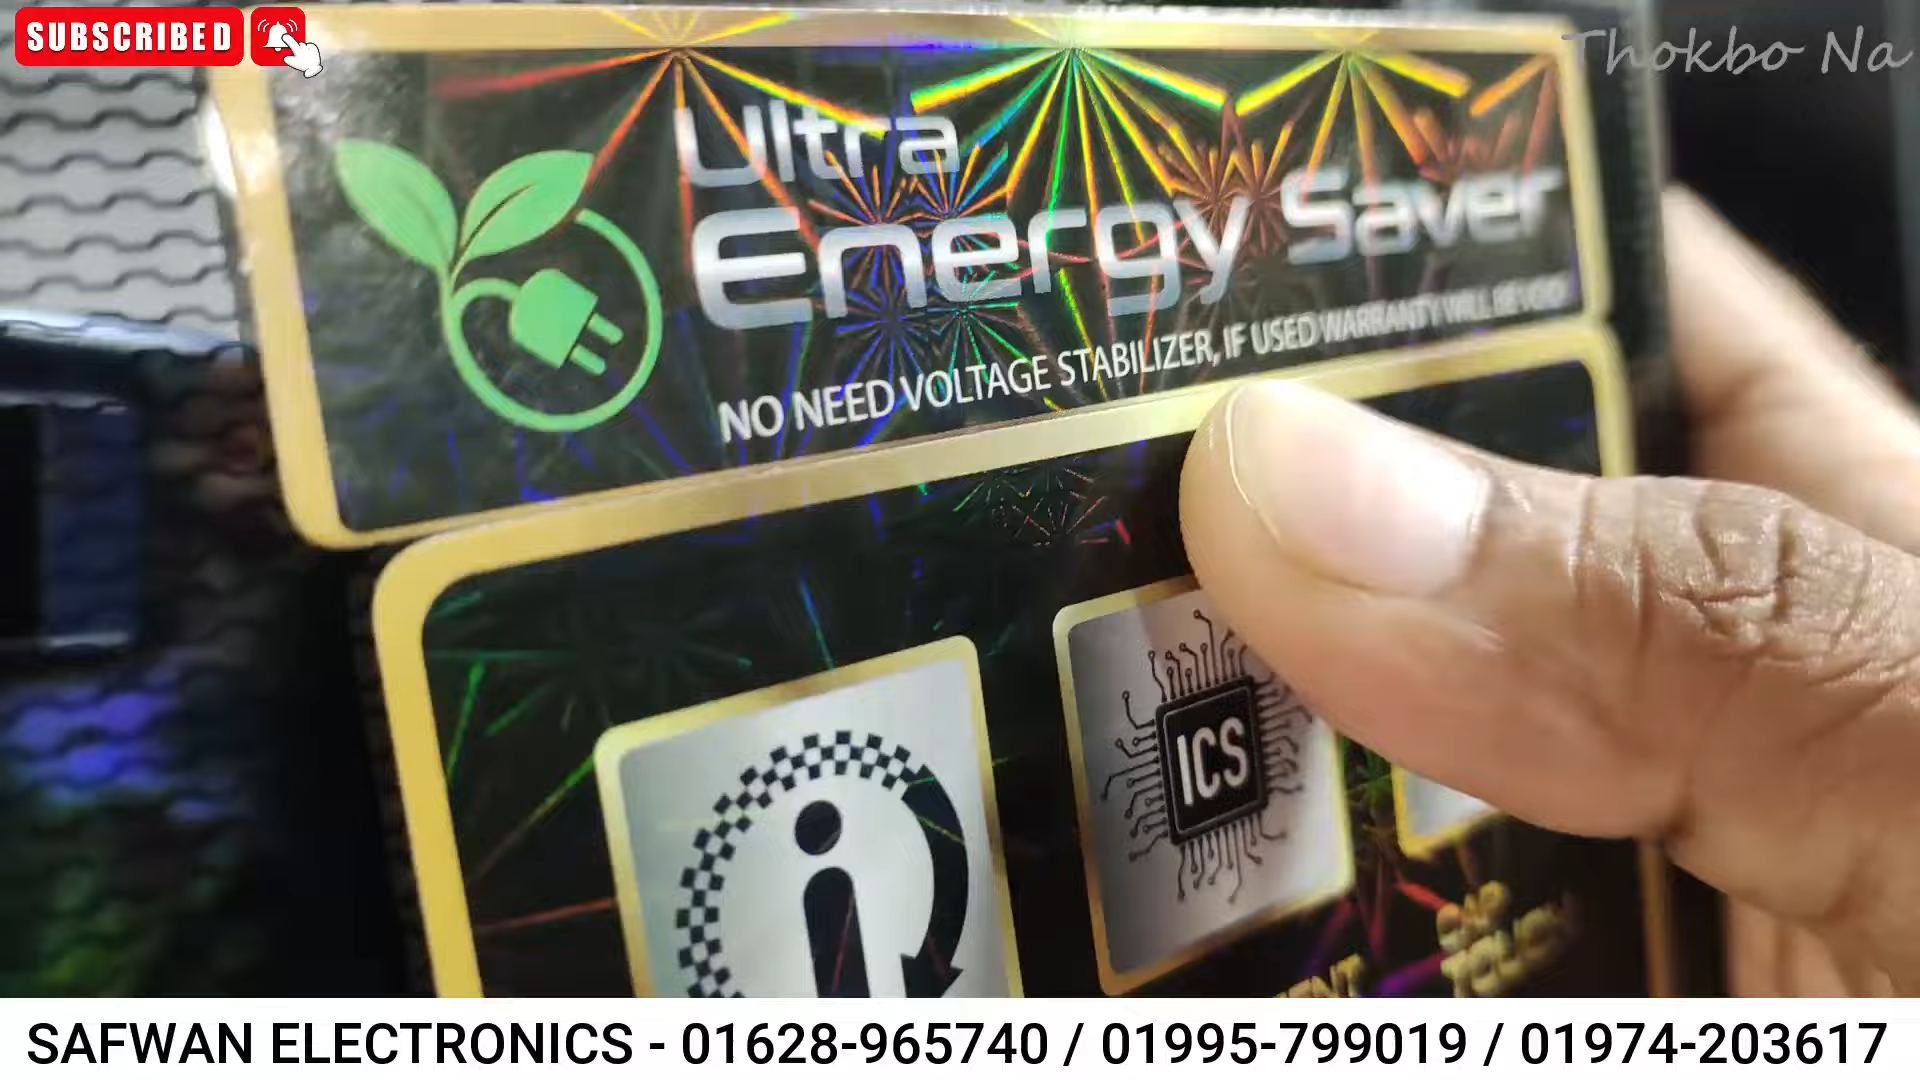 SUBSCRIBED
Thokbo Na
Ultra
Energy Saver
NO NEED VOLTAGE STABILIZER, IF USED WARRANTY WILL BE VOID
ICS
TOUCH
SAFWAN ELECTRONICS - 01628-965740 / 01995-799019 / 01974-203617